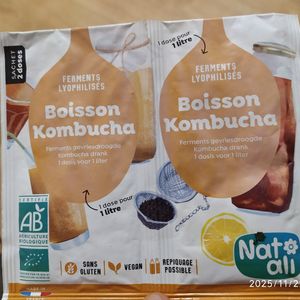 SACHET
2 doses
FERMENTS
LYOPHILISÉS
Boisson
Kombucha
Ferments gevriesdroogde
kombucha drank
1 dosis voor 1 liter
1 dose pour
1 litre
1 dose pour
1 litre
FERMENTS
LYOPHILISÉS
Boisson
Kombucha
Ferments gevriesdroogde
kombucha drank
1 dosis voor 1 liter
CERTIFIÉ
AB
AGRICULTURE
BIOLOGIQUE
SANS
GLUTEN
VEGAN
REPIQUAGE
POSSIBLE
Nat
ali
2025/11/2